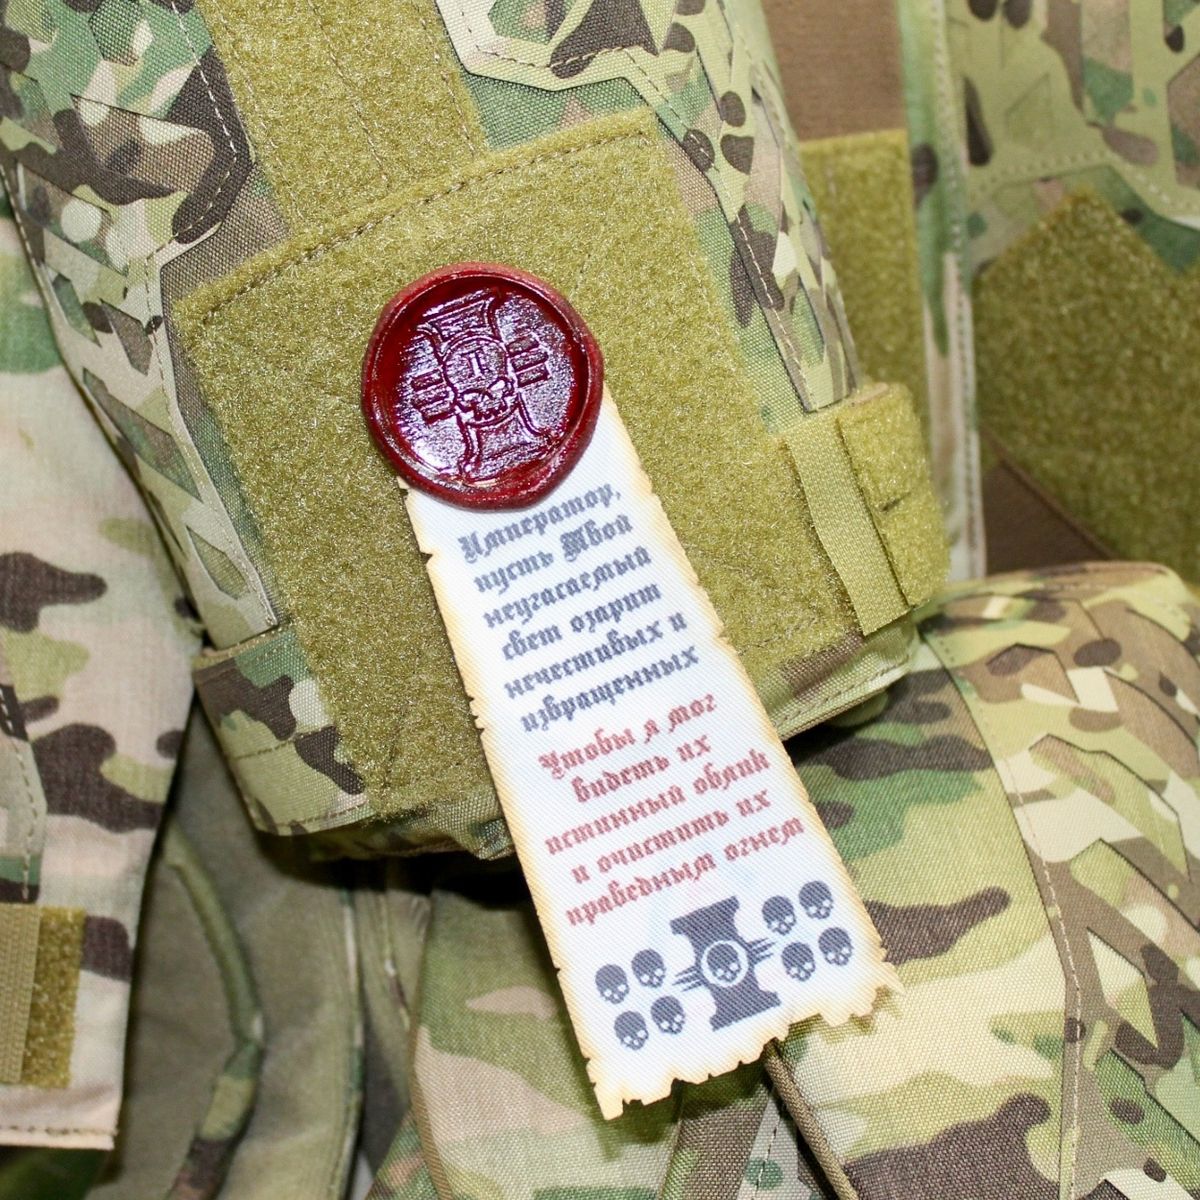 Император,
пусть Твой
неугасаемый
свет озарит
нечестивых и
извращенных
Чтобы я мог
видеть их
истинный облик
и очистить их
праведным огнем